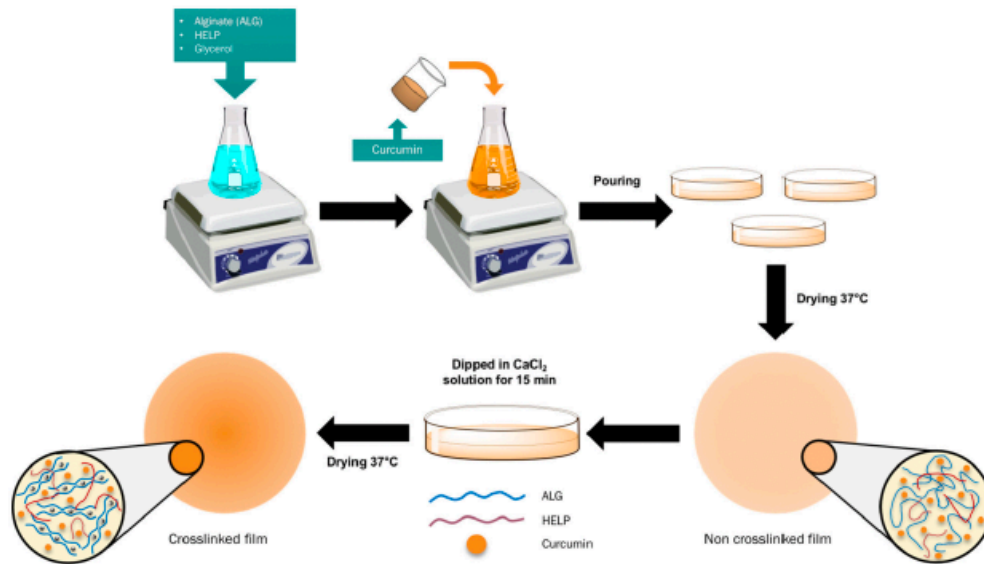 • Alginate (ALG)
• HELP
• Glycerol
Curcumin
Pouring
Drying 37°C
Dipped in CaCl₂
solution for 15 min
Drying 37°C
ALG
HELP
Curcumin
Crosslinked film
Non crosslinked film